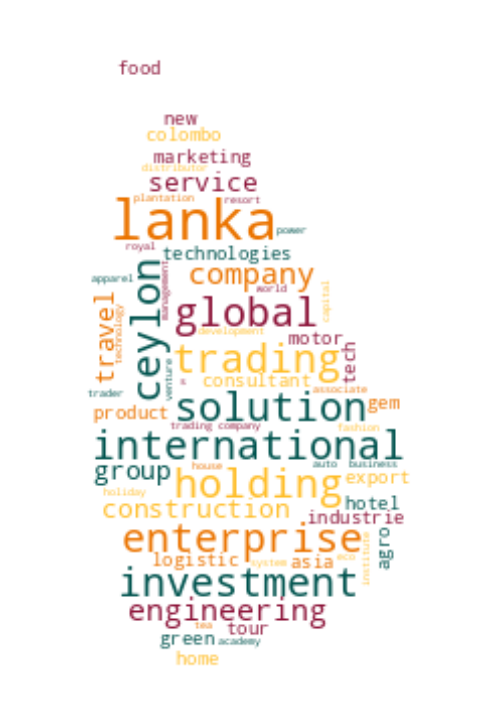 food
new
colombo
marketing
distributor
service
plantation
resort
lanka
power
royal
technologies
apparel
management
company
world
ceylon
travel
technology
capital
global
development
motor
trading
tech
venture
s
consultant
associate
trader
solution
gem
product
trading company
fashion
international
house
auto
business
group
holding
export
holiday
hotel
construction
industrie
enterprise
agro
institute
logistic
system
asia
eco
investment
engineering
tea
tour
green
academy
home